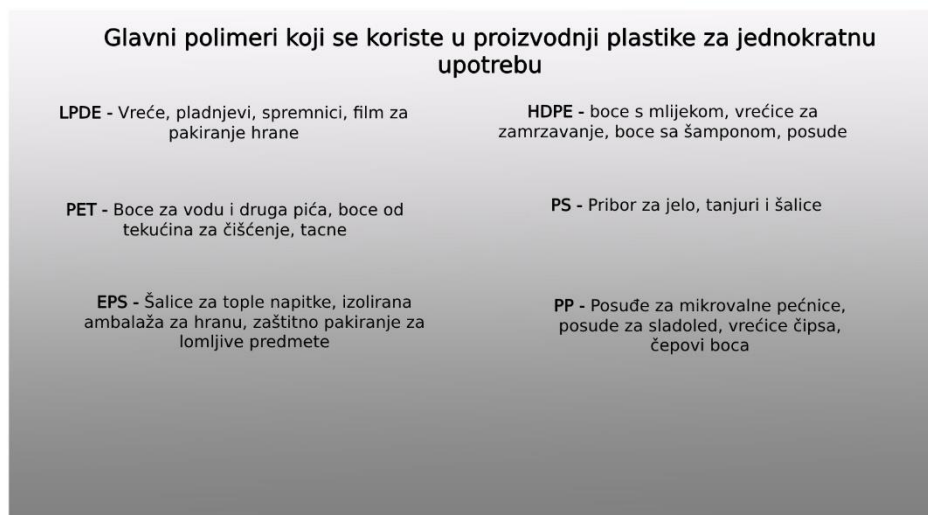 Glavni polimeri koji se koriste u proizvodnji plastike za jednokratnu
upotrebu
LPDE - Vreće, pladnjevi, spremnici, film za
pakiranje hrane
HDPE - boce s mlijekom, vrećice za
zamrzavanje, boce sa šamponom, posude
PET - Boce za vodu i druga pića, boce od
tekućina za čišćenje, tacne
PS - Pribor za jelo, tanjuri i šalice
EPS - Šalice za tople napitke, izolirana
ambalaža za hranu, zaštitno pakiranje za
lomljive predmete
PP - Posuđe za mikrovalne pećnice,
posude za sladoled, vrećice čipsa,
čepovi boca